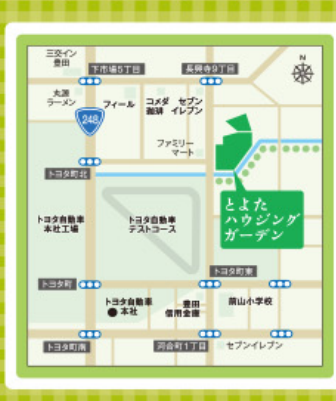 三交イン
豊田
下市場5丁目
長興寺9丁目
N
丸源
ラーメン
フィール
コメダ
珈琲
セブン
イレブン
248
ファミリー
マート
トヨタ町北
とよた
ハウジング
ガーデン
トヨタ自動車
本社工場
トヨタ自動車
テストコース
トヨタ町東
トヨタ町
トヨタ自動車
●本社
豊田
信用金庫
前山小学校
トヨタ町南
河合町1丁目
セブンイレブン